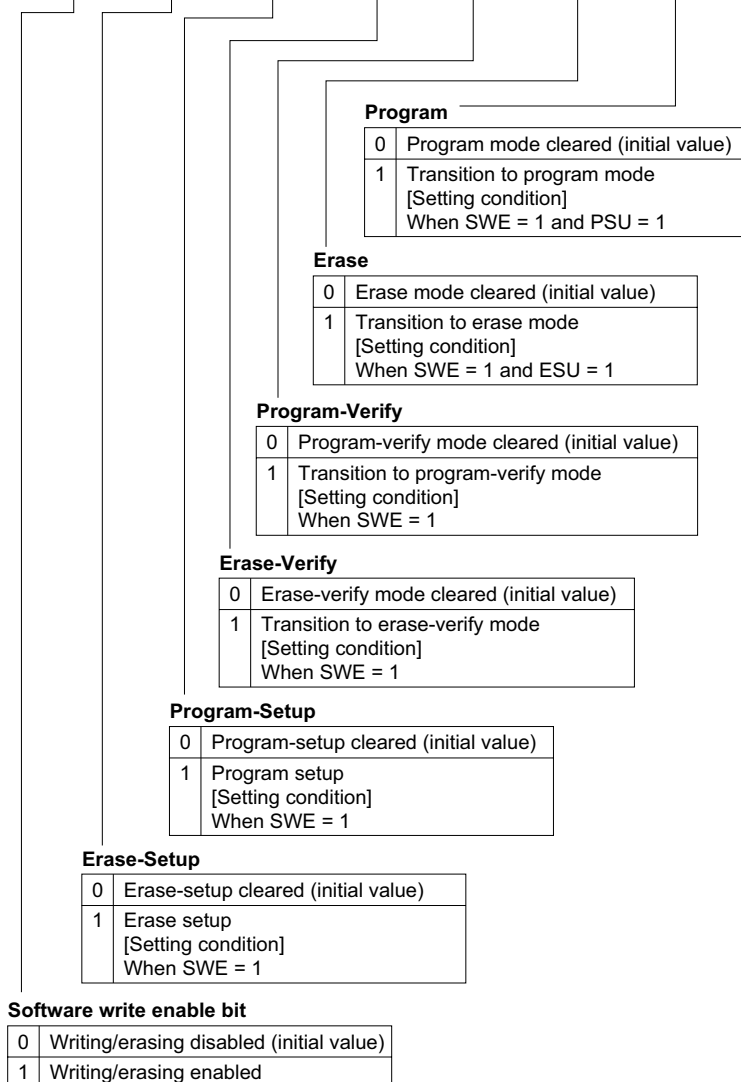 Program
0 Program mode cleared (initial value)
1 Transition to program mode
[Setting condition]
When SWE = 1 and PSU = 1
Erase
0 Erase mode cleared (initial value)
1 Transition to erase mode
[Setting condition]
When SWE = 1 and ESU = 1
Program-Verify
0 Program-verify mode cleared (initial value)
1 Transition to program-verify mode
[Setting condition]
When SWE = 1
Erase-Verify
0 Erase-verify mode cleared (initial value)
1 Transition to erase-verify mode
[Setting condition]
When SWE = 1
Program-Setup
0 Program-setup cleared (initial value)
1 Program setup
[Setting condition]
When SWE = 1
Erase-Setup
0 Erase-setup cleared (initial value)
1 Erase setup
[Setting condition]
When SWE = 1
Software write enable bit
0 Writing/erasing disabled (initial value)
1 Writing/erasing enabled